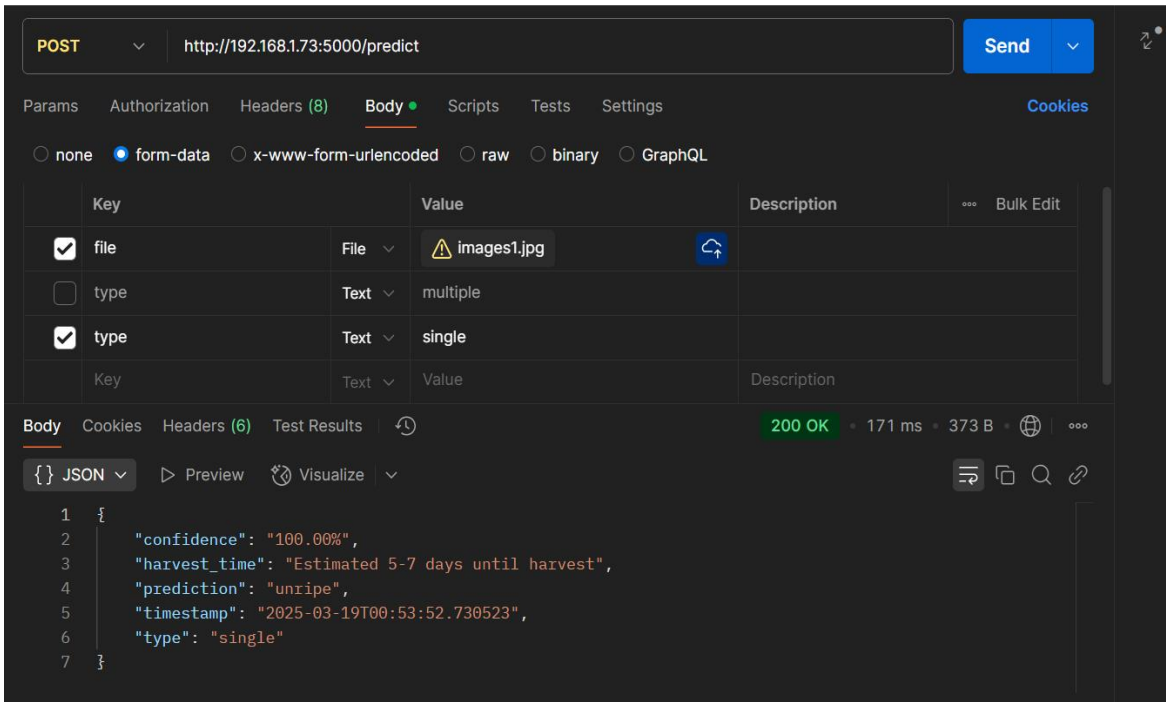 POST http://192.168.1.73:5000/predict Send
Params Authorization Headers (8) Body Scripts Tests Settings Cookies
none form-data x-www-form-urlencoded raw binary GraphQL
Key Value Description Bulk Edit
file File images1.jpg
type Text multiple
type Text single
Key Text Value Description
Body Cookies Headers (6) Test Results 200 OK 171 ms 373 B
{} JSON Preview Visualize
1 {
2 "confidence": "100.00%",
3 "harvest_time": "Estimated 5-7 days until harvest",
4 "prediction": "unripe",
5 "timestamp": "2025-03-19T00:53:52.730523",
6 "type": "single"
7 }